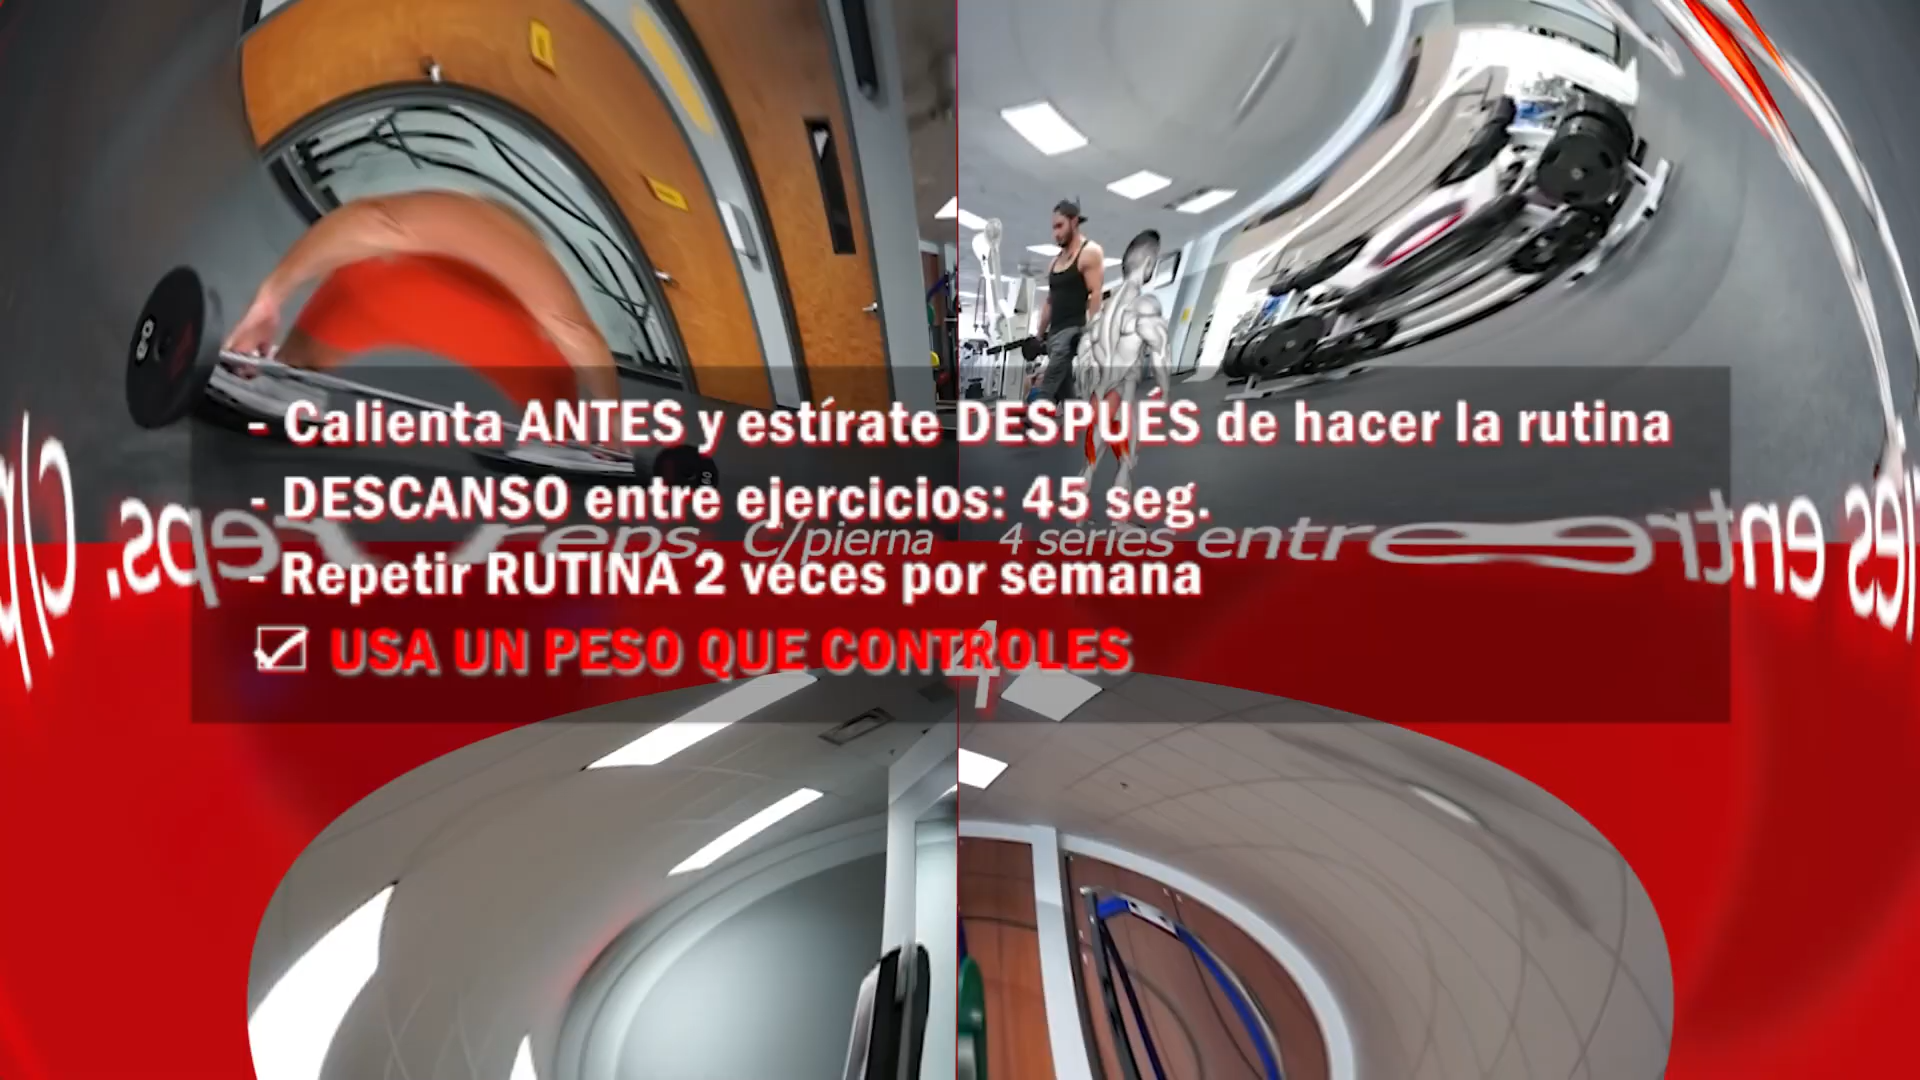 - Calienta ANTES y estírate DESPUÉS de hacer la rutina
- DESCANSO entre ejercicios: 45 seg.
reps. C/pierna 4 series entre
- Repetir RUTINA 2 veces por semana
USA UN PESO QUE CONTROLES
4